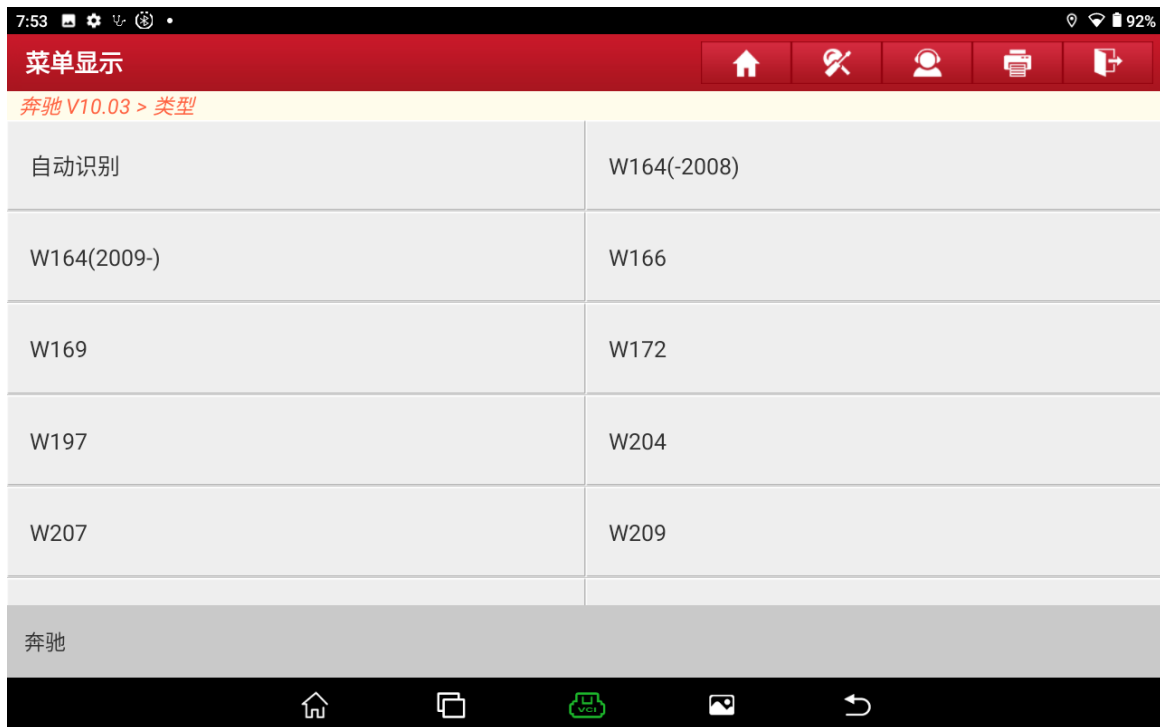 7:53 92%
菜单显示
奔驰 V10.03 > 类型
自动识别 W164(-2008)
W164(2009-) W166
W169 W172
W197 W204
W207 W209
奔驰
VCI